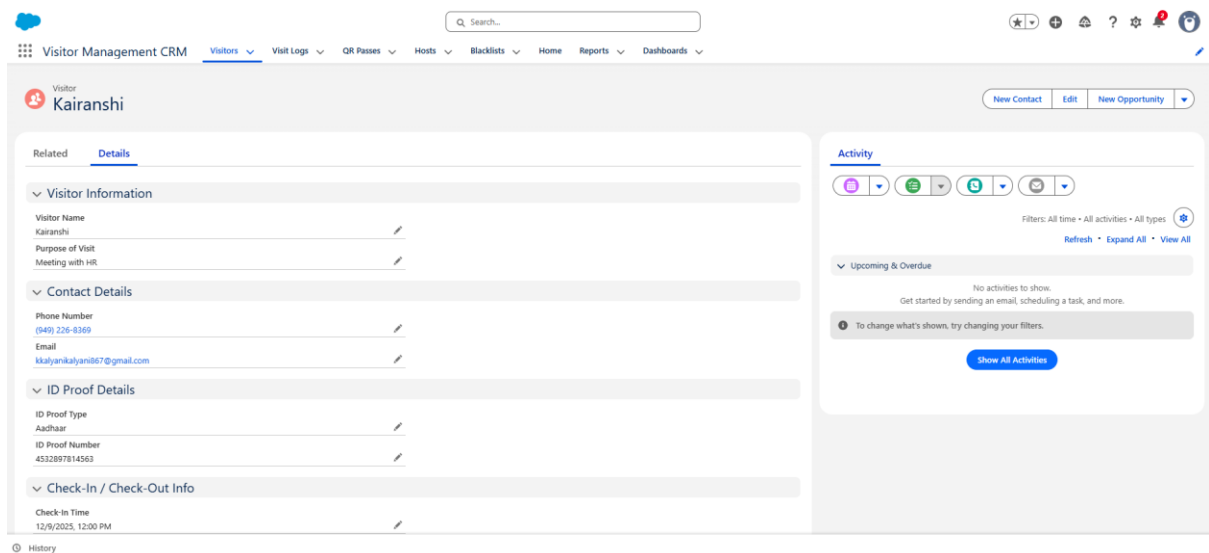 Search...
2
Visitor Management CRM Visitors Visit Logs QR Passes Hosts Blacklists Home Reports Dashboards
Visitor
Kairanshi
New Contact Edit New Opportunity
Related Details
Visitor Information
Visitor Name
Kairanshi
Purpose of Visit
Meeting with HR
Contact Details
Phone Number
(949) 226-8369
Email
kkalyanikalyani867@gmail.com
ID Proof Details
ID Proof Type
Aadhaar
ID Proof Number
4532897814563
Check-In / Check-Out Info
Check-In Time
12/9/2025, 12:00 PM
Activity
Filters: All time • All activities • All types
Refresh • Expand All • View All
Upcoming & Overdue
No activities to show.
Get started by sending an email, scheduling a task, and more.
To change what's shown, try changing your filters.
Show All Activities
History